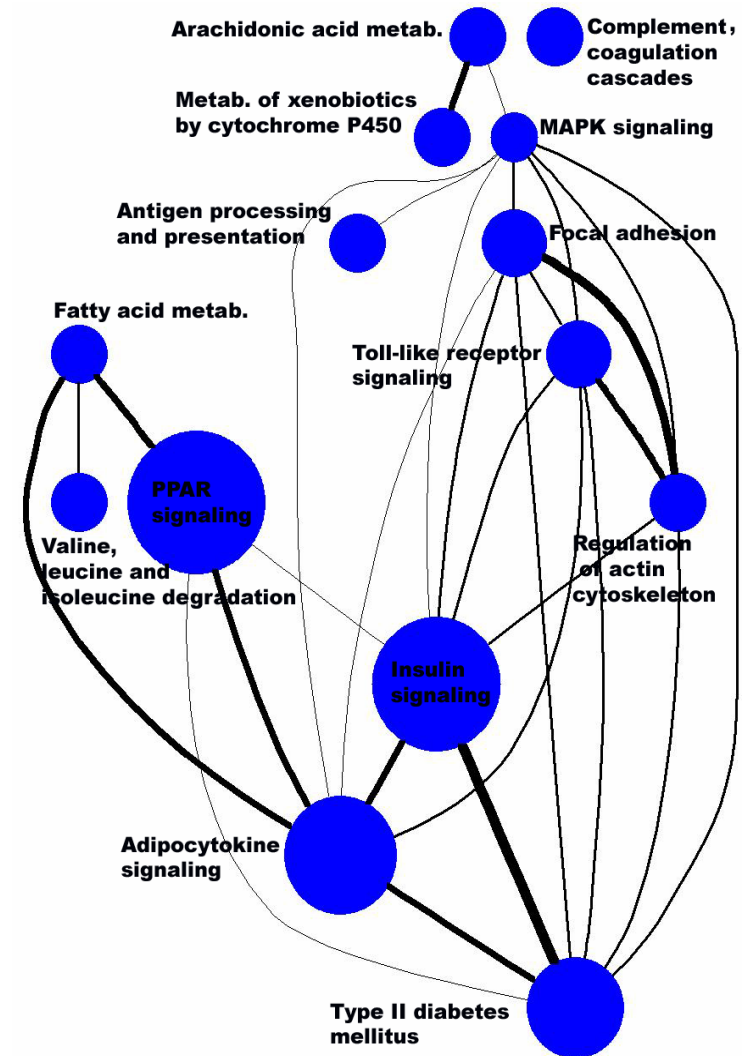 Arachidonic acid metab.
Complement,
coagulation
cascades
Metab. of xenobiotics
by cytochrome P450
MAPK signaling
Antigen processing
and presentation
Focal adhesion
Fatty acid metab.
Toll-like receptor
signaling
PPAR
signaling
Valine,
leucine and
isoleucine degradation
Regulation
of actin
cytoskeleton
Insulin
signaling
Adipocytokine
signaling
Type II diabetes
mellitus